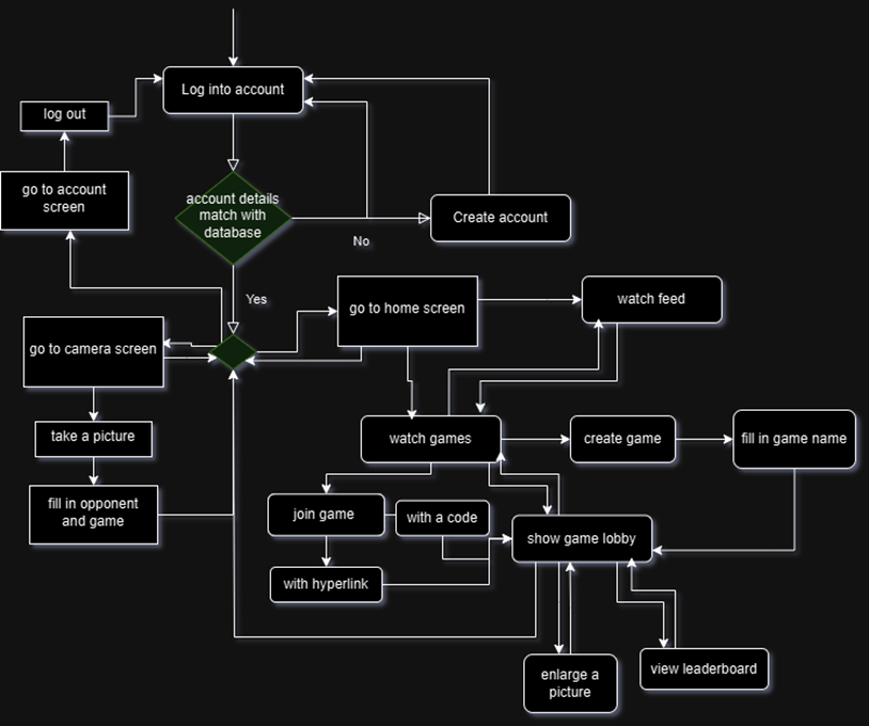 Log into account
log out
go to account
screen
account details
match with
database
Create account
No
Yes
go to home screen
watch feed
go to camera screen
take a picture
watch games
create game
fill in game name
fill in opponent
and game
join game
with a code
show game lobby
with hyperlink
enlarge a
picture
view leaderboard